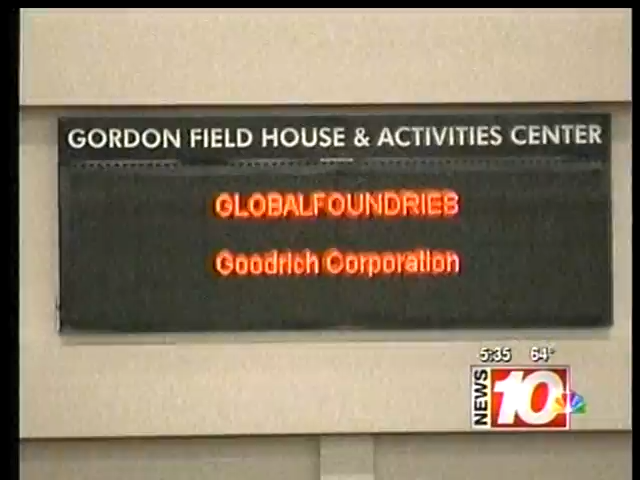 GORDON FIELD HOUSE & ACTIVITIES CENTER
GLOBALFOUNDRIES
Goodrich Corporation
5:35 64°
NEWS 10